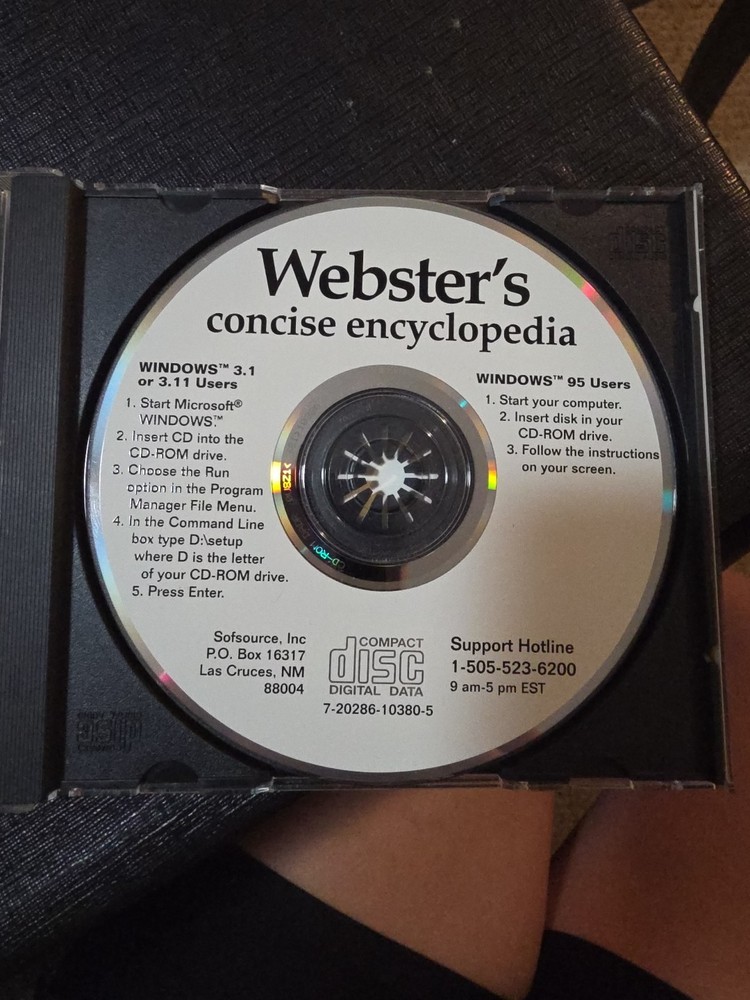 Webster's
concise encyclopedia
WINDOWS™ 3.1
or 3.11 Users
1. Start Microsoft®
WINDOWS.™
2. Insert CD into the
CD-ROM drive.
3. Choose the Run
option in the Program
Manager File Menu.
4. In the Command Line
box type D:\setup
where D is the letter
of your CD-ROM drive.
5. Press Enter.
WINDOWS™ 95 Users
1. Start your computer.
2. Insert disk in your
CD-ROM drive.
3. Follow the instructions
on your screen.
Sofsource, Inc
P.O. Box 16317
Las Cruces, NM
88004
COMPACT
disc
DIGITAL DATA
7-20286-10380-5
Support Hotline
1-505-523-6200
9 am-5 pm EST